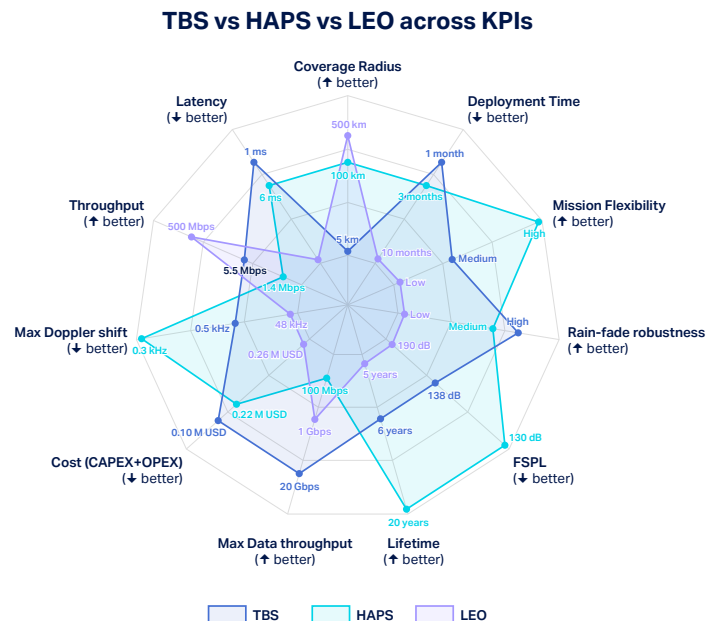 TBS vs HAPS vs LEO across KPIs
Coverage Radius
(↑ better)
Latency
(↓ better)
Deployment Time
(↓ better)
500 km
1 ms
1 month
100 km
6 ms
3 months
Throughput
(↑ better)
Mission Flexibility
(↑ better)
500 Mbps
High
5 km
10 months
Medium
5.5 Mbps
1.4 Mbps
Low
Max Doppler shift
(↓ better)
0.3 kHz
0.5 kHz
48 kHz
Low
Medium
High
Rain-fade robustness
(↑ better)
0.26 M USD
190 dB
5 years
100 Mbps
138 dB
0.22 M USD
0.10 M USD
1 Gbps
6 years
130 dB
Cost (CAPEX+OPEX)
(↓ better)
FSPL
(↓ better)
20 Gbps
20 years
Max Data throughput
(↑ better)
Lifetime
(↑ better)
TBS
HAPS
LEO